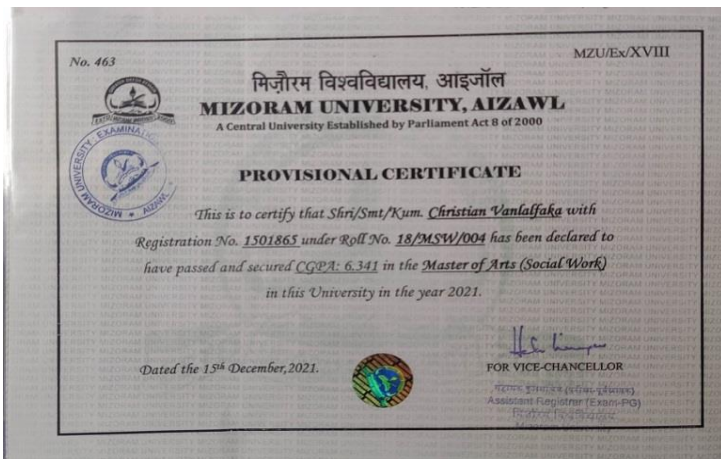 No. 463
MZU/Ex/XVIII
मिज़ोरम विश्वविद्यालय, आइजॉल
MIZORAM UNIVERSITY, AIZAWL
A Central University Established by Parliament Act 8 of 2000
MIZORAM UNIVERSITY EXAMINATION AIZAWL
PROVISIONAL CERTIFICATE
This is to certify that Shri/Smt/Kum. Christian Vanlalfaka with
Registration No. 1501865 under Roll No. 18/MSW/004 has been declared to
have passed and secured CGPA: 6.341 in the Master of Arts (Social Work)
in this University in the year 2021.
Dated the 15th December,2021.
FOR VICE-CHANCELLOR
Assistant Registrar (Exam-PG)